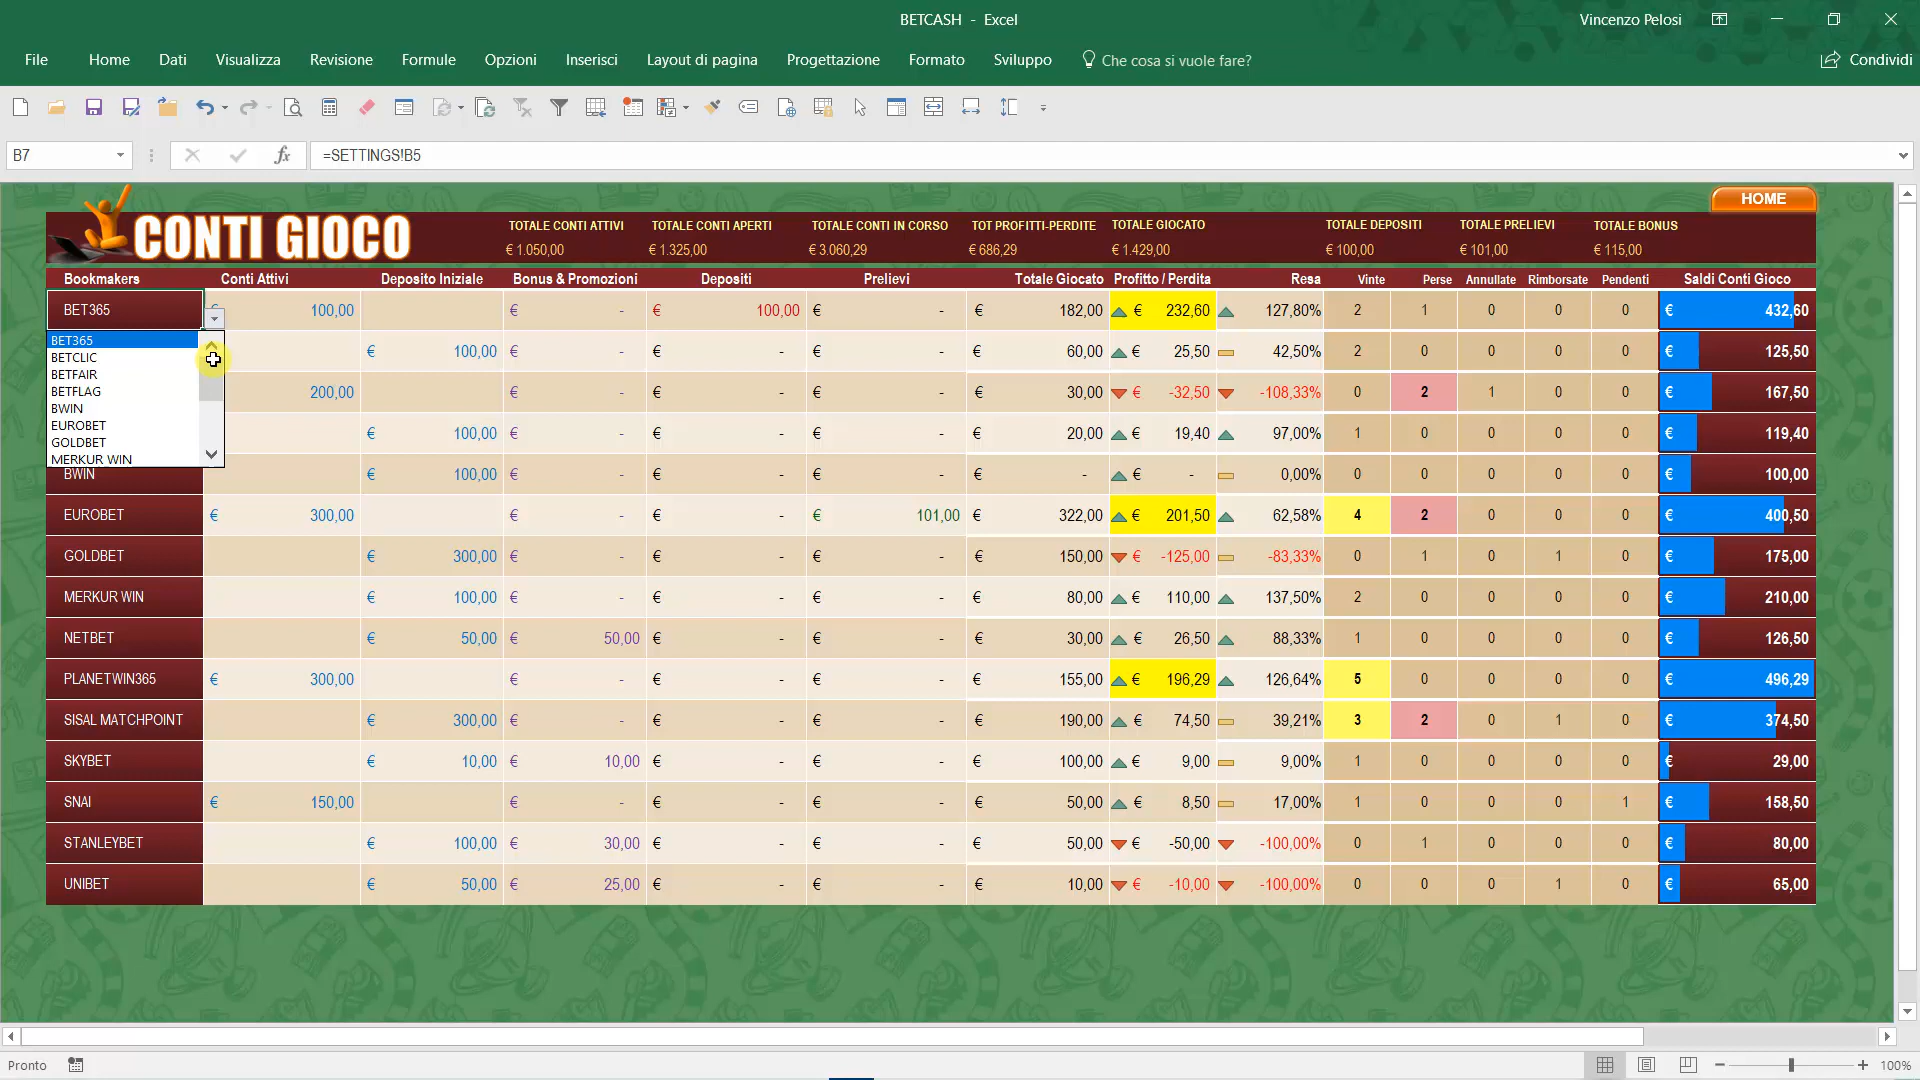 BETCASH - Excel
Vincenzo Pelosi
File Home Dati Visualizza Revisione Formule Opzioni Inserisci Layout di pagina Progettazione Formato Sviluppo Che cosa si vuole fare? Condividi
B7 fx =SETTINGS!B5
HOME
CONTI GIOCO
TOTALE CONTI ATTIVI TOTALE CONTI APERTI TOTALE CONTI IN CORSO TOT PROFITTI-PERDITE TOTALE GIOCATO TOTALE DEPOSITI TOTALE PRELIEVI TOTALE BONUS
€ 1.050,00 € 1.325,00 € 3.060,29 € 686,29 € 1.429,00 € 100,00 € 101,00 € 115,00
Bookmakers Conti Attivi Deposito Iniziale Bonus & Promozioni Depositi Prelievi Totale Giocato Profitto / Perdita Resa Vinte Perse Annullate Rimborsate Pendenti Saldi Conti Gioco
BET365 € 100,00 € - € 100,00 € - € 182,00 € 232,60 127,80% 2 1 0 0 0 € 432,60
BET365
BETCLIC
BETFAIR
BETFLAG
BWIN
EUROBET
GOLDBET
MERKUR WIN
€ 100,00 € - € - € - € 60,00 € 25,50 42,50% 2 0 0 0 0 € 125,50
200,00 € - € - € - € 30,00 € -32,50 -108,33% 0 2 1 0 0 € 167,50
€ 100,00 € - € - € - € 20,00 € 19,40 97,00% 1 0 0 0 0 € 119,40
BWIN € 100,00 € - € - € - € - € - 0,00% 0 0 0 0 0 € 100,00
EUROBET € 300,00 € - € - € 101,00 € 322,00 € 201,50 62,58% 4 2 0 0 0 € 400,50
GOLDBET € 300,00 € - € - € - € 150,00 € -125,00 -83,33% 0 1 0 1 0 € 175,00
MERKUR WIN € 100,00 € - € - € - € 80,00 € 110,00 137,50% 2 0 0 0 0 € 210,00
NETBET € 50,00 € 50,00 € - € - € 30,00 € 26,50 88,33% 1 0 0 0 0 € 126,50
PLANETWIN365 € 300,00 € - € - € - € 155,00 € 196,29 126,64% 5 0 0 0 0 € 496,29
SISAL MATCHPOINT € 300,00 € - € - € - € 190,00 € 74,50 39,21% 3 2 0 1 0 € 374,50
SKYBET € 10,00 € 10,00 € - € - € 100,00 € 9,00 9,00% 1 0 0 0 0 € 29,00
SNAI € 150,00 € - € - € - € 50,00 € 8,50 17,00% 1 0 0 0 1 € 158,50
STANLEYBET € 100,00 € 30,00 € - € - € 50,00 € -50,00 -100,00% 0 1 0 0 0 € 80,00
UNIBET € 50,00 € 25,00 € - € - € 10,00 € -10,00 -100,00% 0 0 0 1 0 € 65,00
Pronto
100%